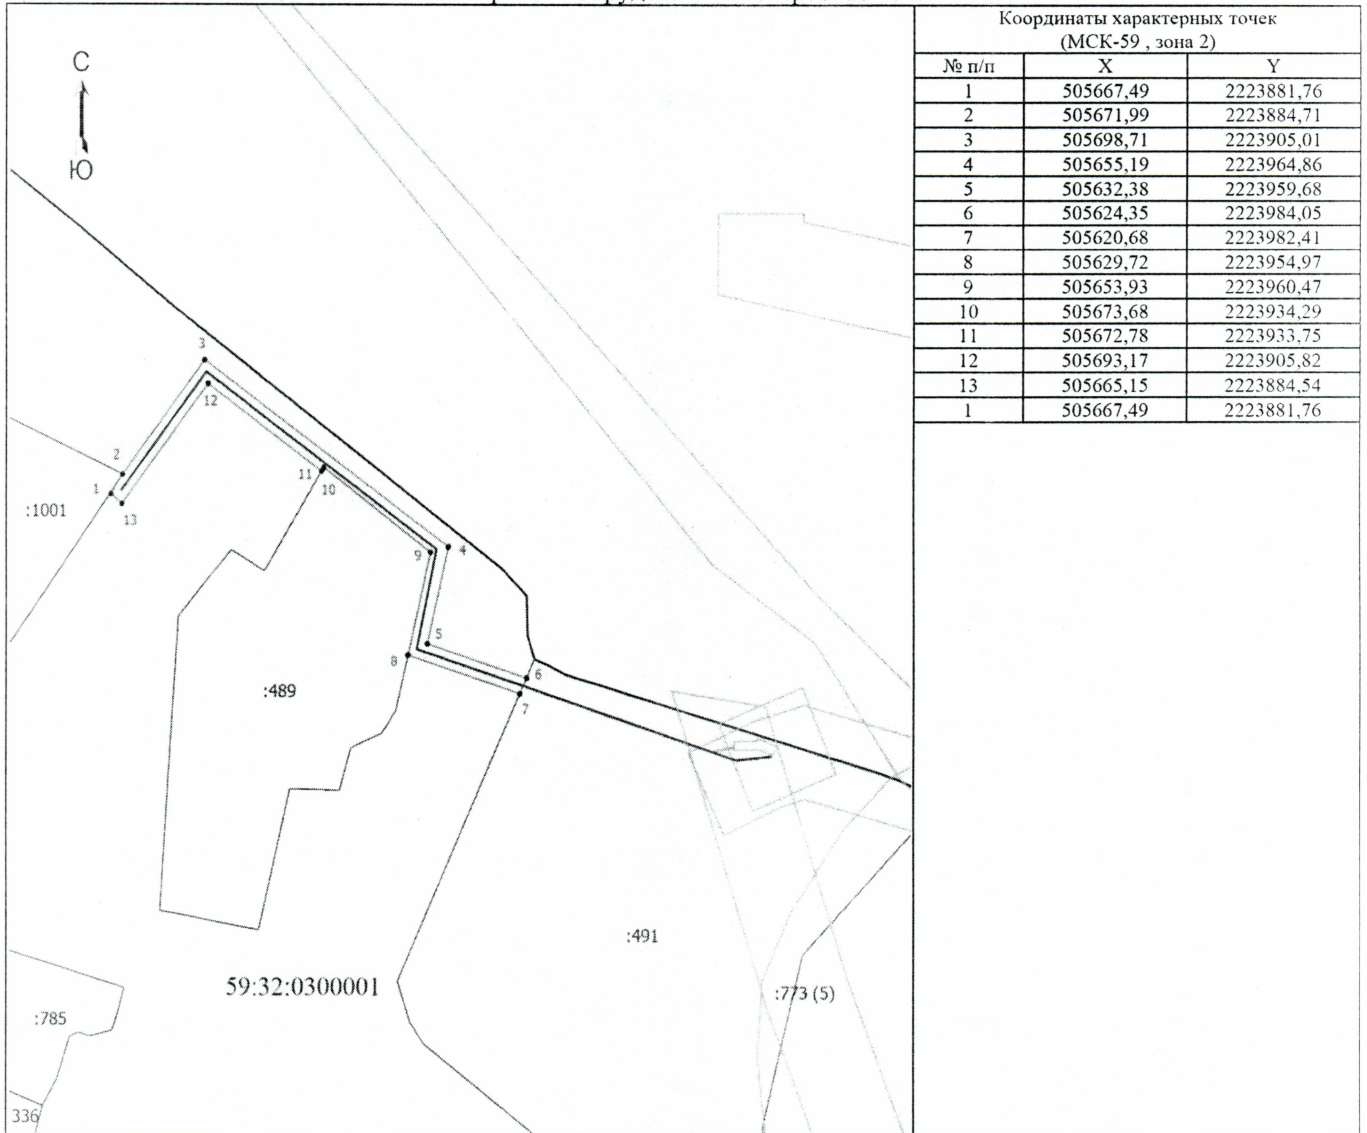 С
Ю
3
12
2
1
13
:1001
11
10
9
4
5
8
6
7
:489
:491
59:32:0300001
:773 (5)
:785
336
Координаты характерных точек
(МСК-59 , зона 2)
№ п/п X Y
1 505667,49 2223881,76
2 505671,99 2223884,71
3 505698,71 2223905,01
4 505655,19 2223964,86
5 505632,38 2223959,68
6 505624,35 2223984,05
7 505620,68 2223982,41
8 505629,72 2223954,97
9 505653,93 2223960,47
10 505673,68 2223934,29
11 505672,78 2223933,75
12 505693,17 2223905,82
13 505665,15 2223884,54
1 505667,49 2223881,76